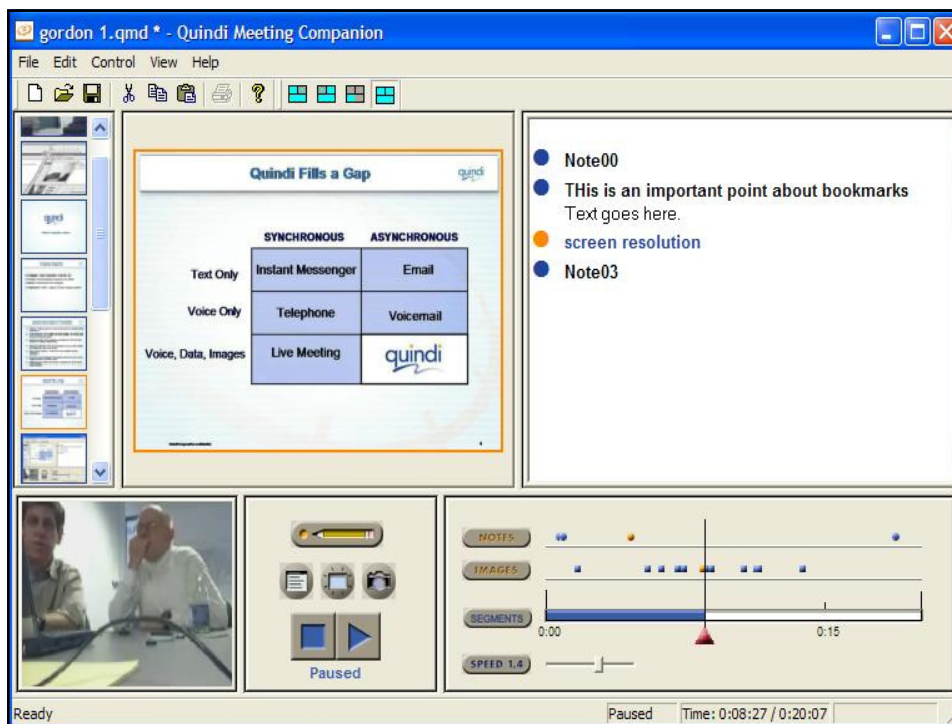 gordon 1.qmd * - Quindi Meeting Companion
File Edit Control View Help
Quindi Fills a Gap
quindi
SYNCHRONOUS ASYNCHRONOUS
Text Only Instant Messenger Email
Voice Only Telephone Voicemail
Voice, Data, Images Live Meeting quindi
Note00
THis is an important point about bookmarks
Text goes here.
screen resolution
Note03
NOTES
IMAGES
SEGMENTS
0:00 0:15
SPEED 1.4
Paused
Ready Paused Time: 0:08:27 / 0:20:07